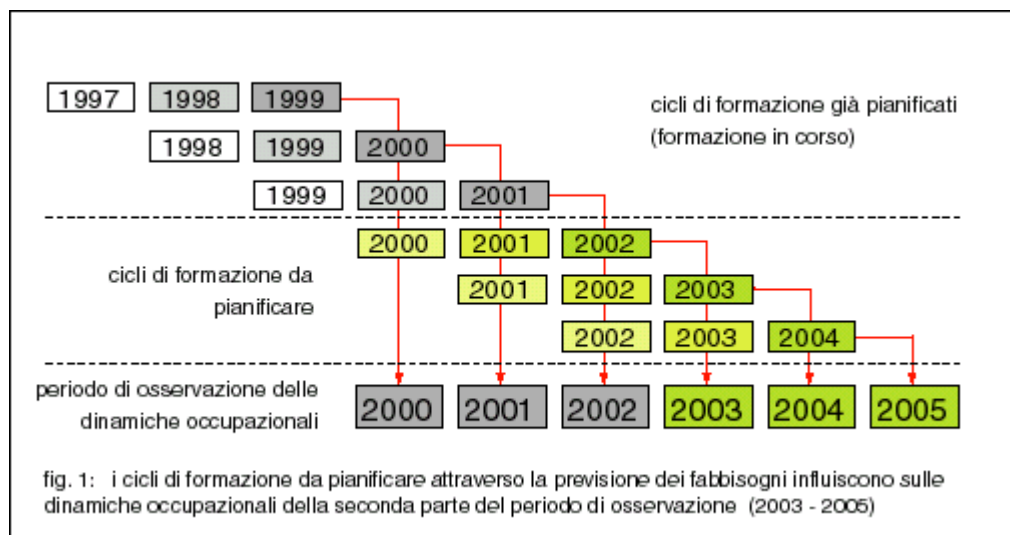 1997 1998 1999
cicli di formazione già pianificati
(formazione in corso)
1998 1999 2000
1999 2000 2001
2000 2001 2002
cicli di formazione da
pianificare
2001 2002 2003
2002 2003 2004
periodo di osservazione delle
dinamiche occupazionali
2000 2001 2002 2003 2004 2005
fig. 1: i cicli di formazione da pianificare attraverso la previsione dei fabbisogni influiscono sulle
dinamiche occupazionali della seconda parte del periodo di osservazione (2003 - 2005)